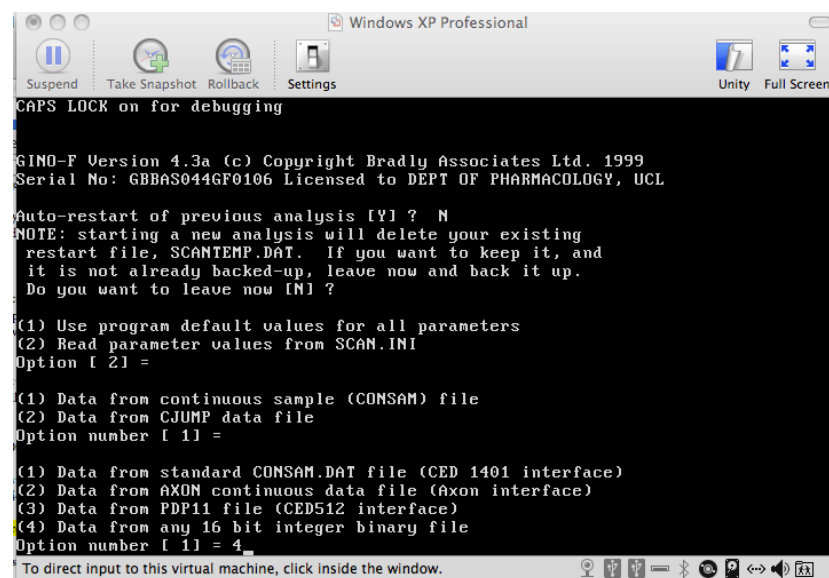 Windows XP Professional
Suspend Take Snapshot Rollback Settings Unity Full Screen
CAPS LOCK on for debugging
GINO-F Version 4.3a (c) Copyright Bradly Associates Ltd. 1999
Serial No: GBBAS044GF0106 Licensed to DEPT OF PHARMACOLOGY, UCL
Auto-restart of previous analysis [Y] ? N
NOTE: starting a new analysis will delete your existing
restart file, SCANTEMP.DAT. If you want to keep it, and
it is not already backed-up, leave now and back it up.
Do you want to leave now [N] ?
(1) Use program default values for all parameters
(2) Read parameter values from SCAN.INI
Option [ 2] =
(1) Data from continuous sample (CONSAM) file
(2) Data from CJUMP data file
Option number [ 1] =
(1) Data from standard CONSAM.DAT file (CED 1401 interface)
(2) Data from AXON continuous data file (Axon interface)
(3) Data from PDP11 file (CED512 interface)
(4) Data from any 16 bit integer binary file
Option number [ 1] = 4_
To direct input to this virtual machine, click inside the window.